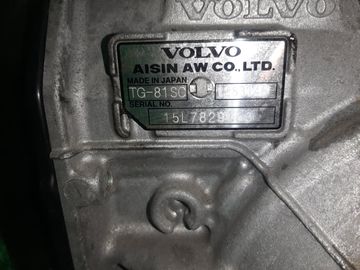 VOLVO
VOLVO
AISIN AW CO., LTD.
MADE IN JAPAN
TG-81SC
SERIAL NO.